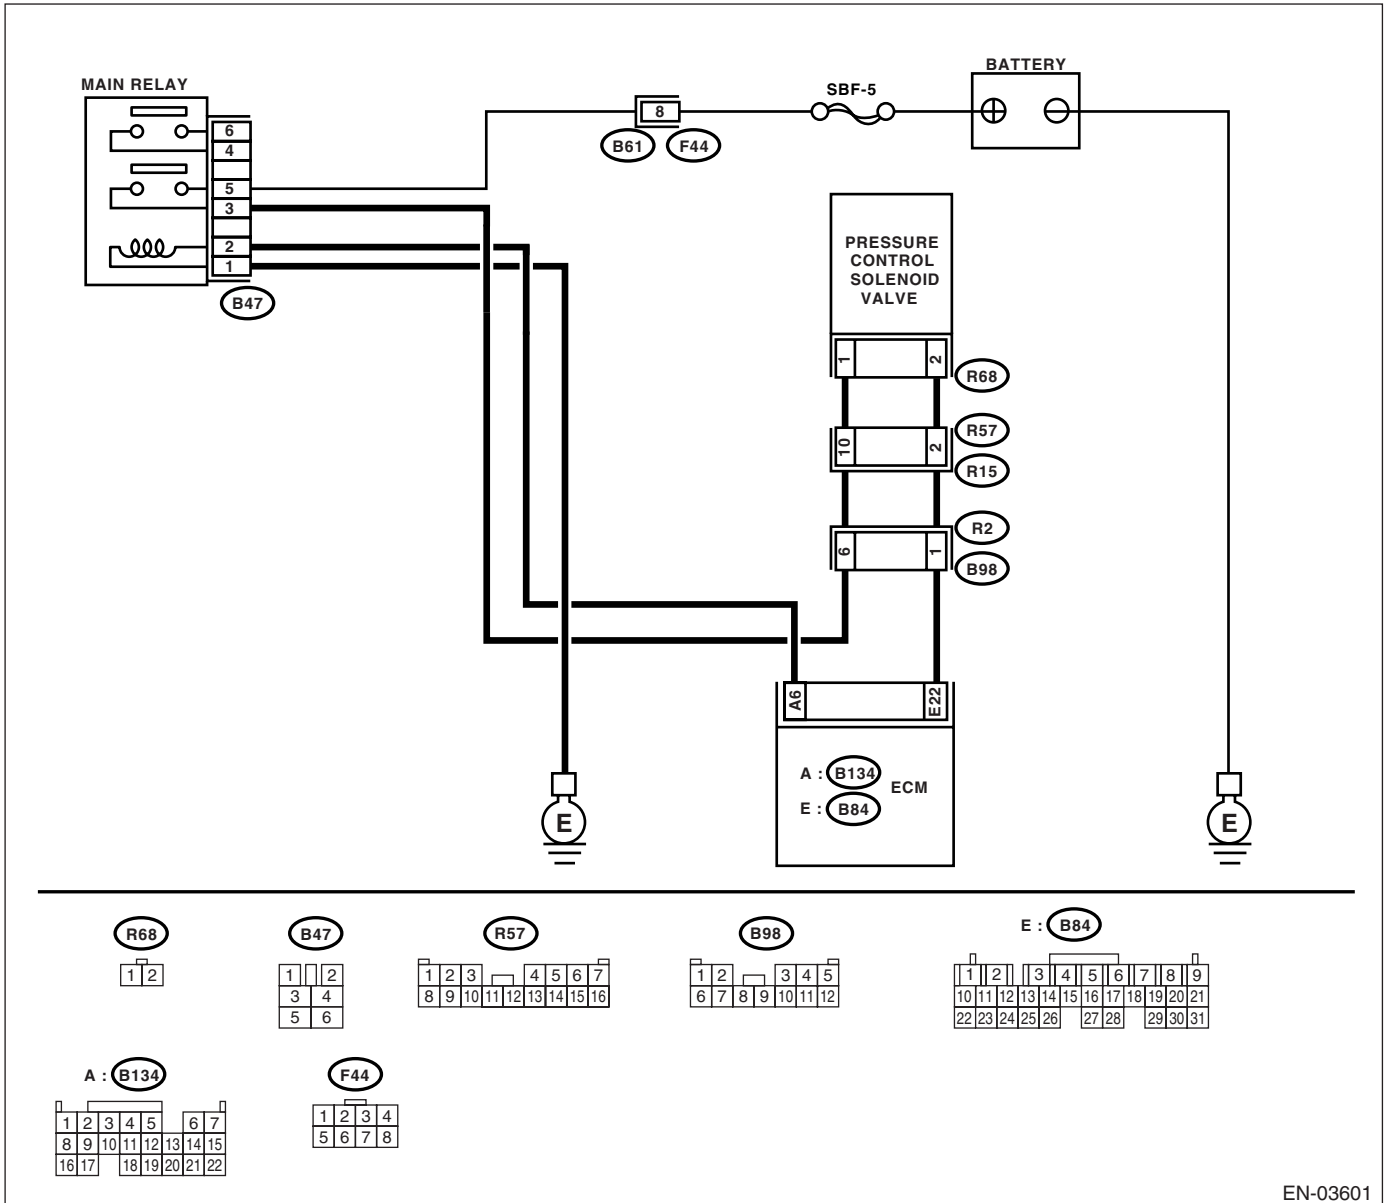 BATTERY
MAIN RELAY
SBF-5
8
B61 F44
6
4
5
3
2
1
B47
PRESSURE
CONTROL
SOLENOID
VALVE
1 2
R68
R57
10 2
R15
R2
6 1
B98
A6 E22
A : B134 ECM
E : B84
E E
R68
1 2
B47
1 2
3 4
5 6
R57
1 2 3 4 5 6 7
8 9 10 11 12 13 14 15 16
B98
1 2 3 4 5
6 7 8 9 10 11 12
E : B84
1 2 3 4 5 6 7 8 9
10 11 12 13 14 15 16 17 18 19 20 21
22 23 24 25 26 27 28 29 30 31
A : B134
1 2 3 4 5 6 7
8 9 10 11 12 13 14 15
16 17 18 19 20 21 22
F44
1 2 3 4
5 6 7 8
EN-03601